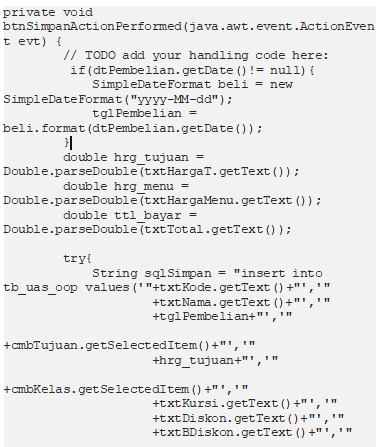 private void
btnSimpanActionPerformed(java.awt.event.ActionEven
t evt) {
        // TODO add your handling code here:
         if(dtPembelian.getDate()!= null){
            SimpleDateFormat beli = new
SimpleDateFormat("yyyy-MM-dd");
            tglPembelian =
beli.format(dtPembelian.getDate());
        }
        double hrg_tujuan =
Double.parseDouble(txtHargaT.getText());
        double hrg_menu =
Double.parseDouble(txtHargaMenu.getText());
        double ttl_bayar =
Double.parseDouble(txtTotal.getText());

        try{
            String sqlSimpan = "insert into
tb_uas_oop values('"+txtKode.getText()+"','"
                    +txtNama.getText()+"','"
                    +tglPembelian+"','"

+cmbTujuan.getSelectedItem()+"','"
                    +hrg_tujuan+"','"

+cmbKelas.getSelectedItem()+"','"
                    +txtKursi.getText()+"','"
                    +txtDiskon.getText()+"','"
                    +txtBDiskon.getText()+"','"